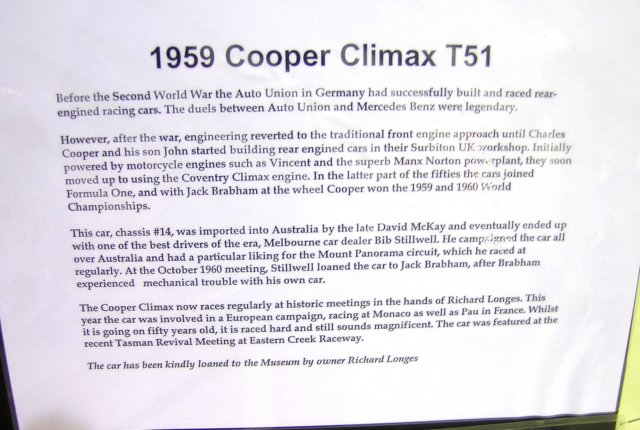 1959 Cooper Climax T51
Before the Second World War the Auto Union in Germany had successfully built and raced rear-
engined racing cars. The duels between Auto Union and Mercedes Benz were legendary.
However, after the war, engineering reverted to the traditional front engine approach until Charles
Cooper and his son John started building rear engined cars in their Surbiton UK workshop. Initially
powered by motorcycle engines such as Vincent and the superb Manx Norton powerplant, they soon
moved up to using the Coventry Climax engine. In the latter part of the fifties the cars joined
Formula One, and with Jack Brabham at the wheel Cooper won the 1959 and 1960 World
Championships.
This car, chassis #14, was imported into Australia by the late David McKay and eventually ended up
with one of the best drivers of the era, Melbourne car dealer Bib Stillwell. He campaigned the car all
over Australia and had a particular liking for the Mount Panorama circuit, which he raced at
regularly. At the October 1960 meeting, Stillwell loaned the car to Jack Brabham, after Brabham
experienced mechanical trouble with his own car.
The Cooper Climax now races regularly at historic meetings in the hands of Richard Longes. This
year the car was involved in a European campaign, racing at Monaco as well as Pau in France. Whilst
it is going on fifty years old, it is raced hard and still sounds magnificent. The car was featured at the
recent Tasman Revival Meeting at Eastern Creek Raceway.
The car has been kindly loaned to the Museum by owner Richard Longes